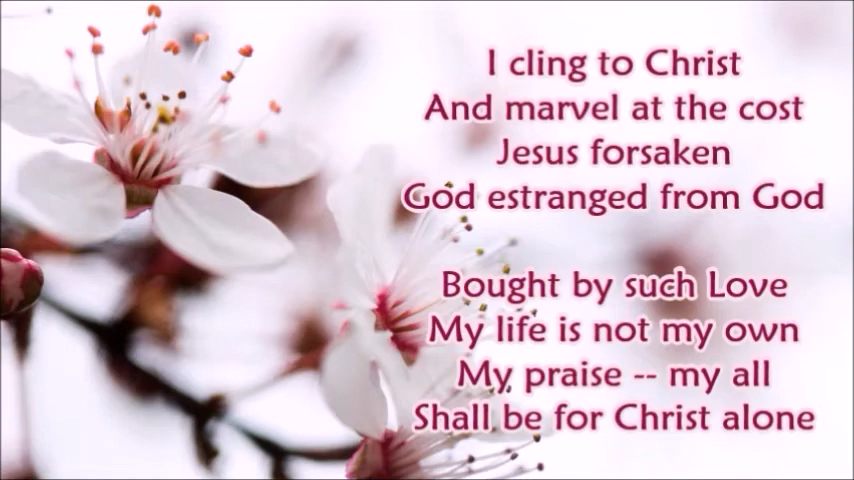 I cling to Christ
And marvel at the cost
Jesus forsaken
God estranged from God
Bought by such Love
My life is not my own
My praise -- my all
Shall be for Christ alone